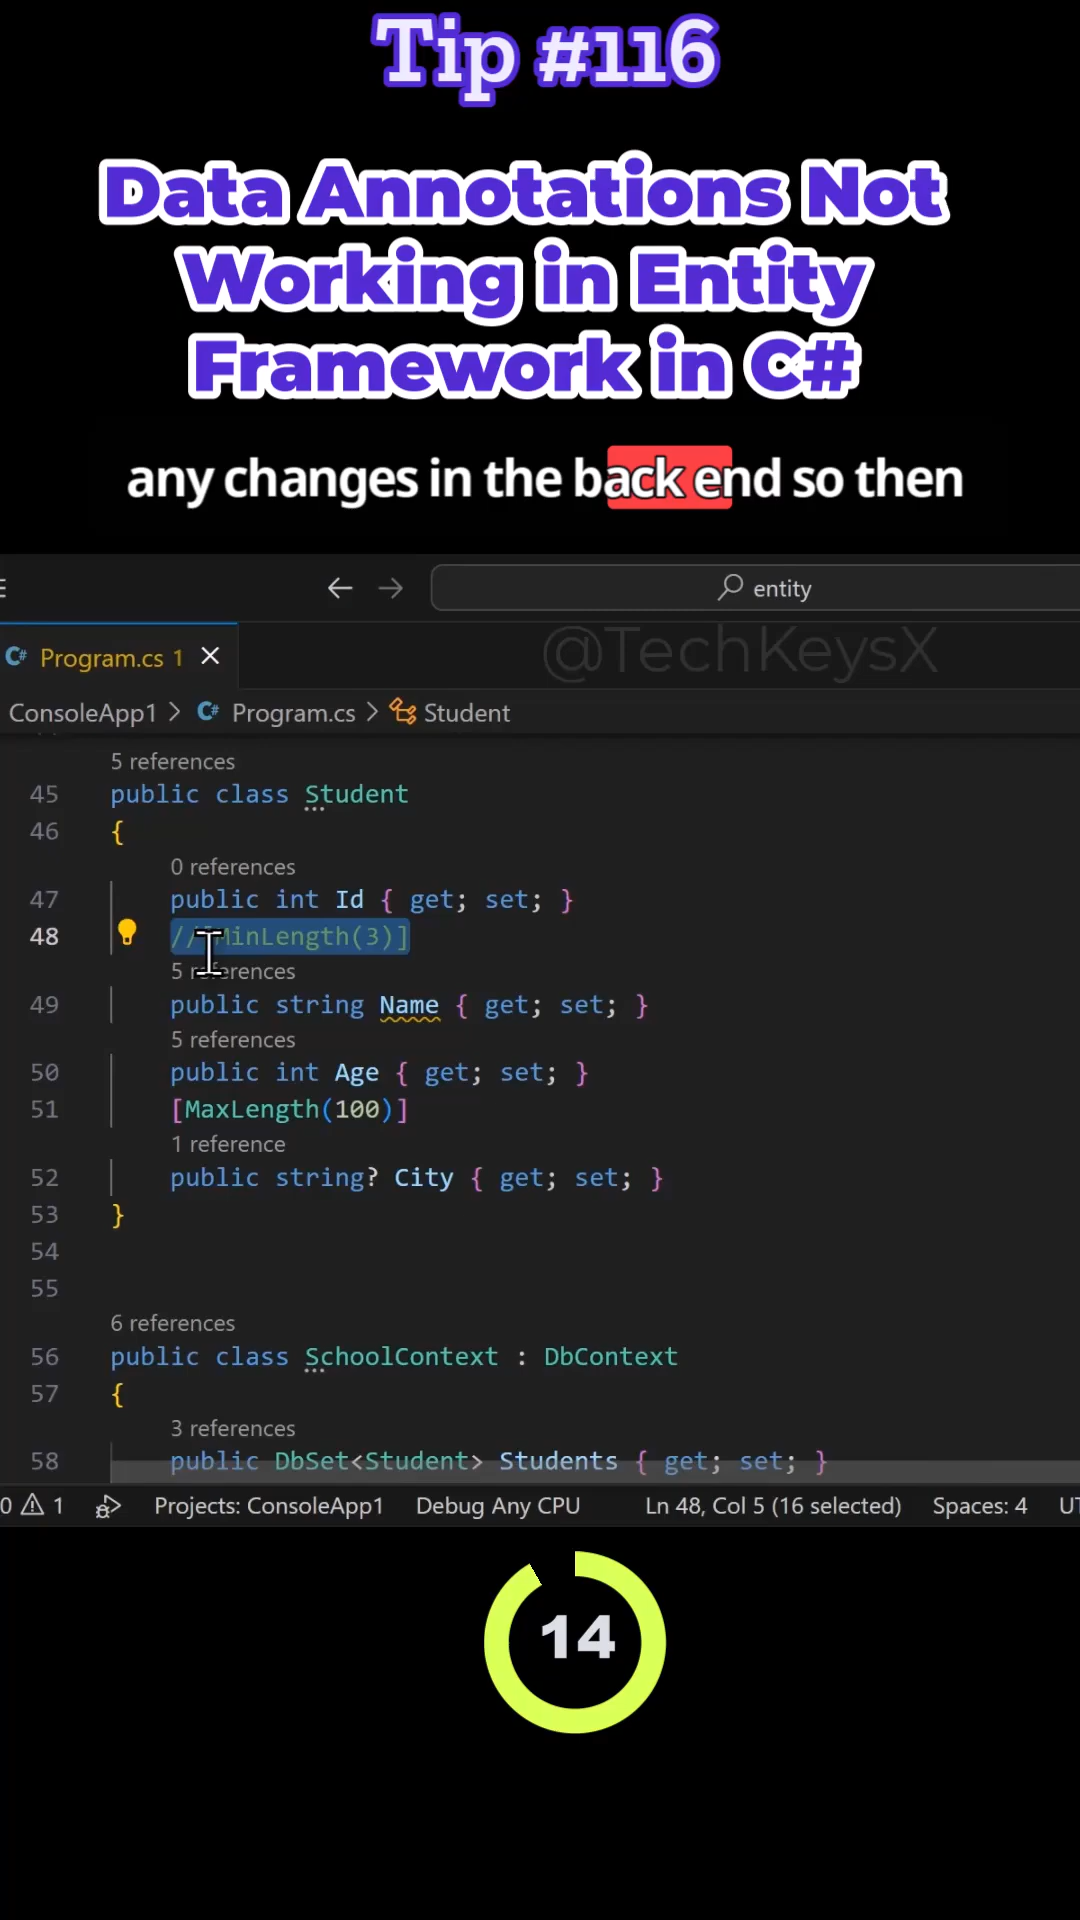 Tip #116
Data Annotations Not
Working in Entity
Framework in C#
any changes in the back end so then
entity
@TechKeysX
C# Program.cs 1
ConsoleApp1 > C# Program.cs > Student
5 references
45 public class Student
46 {
0 references
47 public int Id { get; set; }
48 //[MinLength(3)]
5 references
49 public string Name { get; set; }
5 references
50 public int Age { get; set; }
51 [MaxLength(100)]
1 reference
52 public string? City { get; set; }
53 }
54
55
6 references
56 public class SchoolContext : DbContext
57 {
3 references
58 public DbSet<Student> Students { get; set; }
0 1 Projects: ConsoleApp1 Debug Any CPU Ln 48, Col 5 (16 selected) Spaces: 4 UT
14